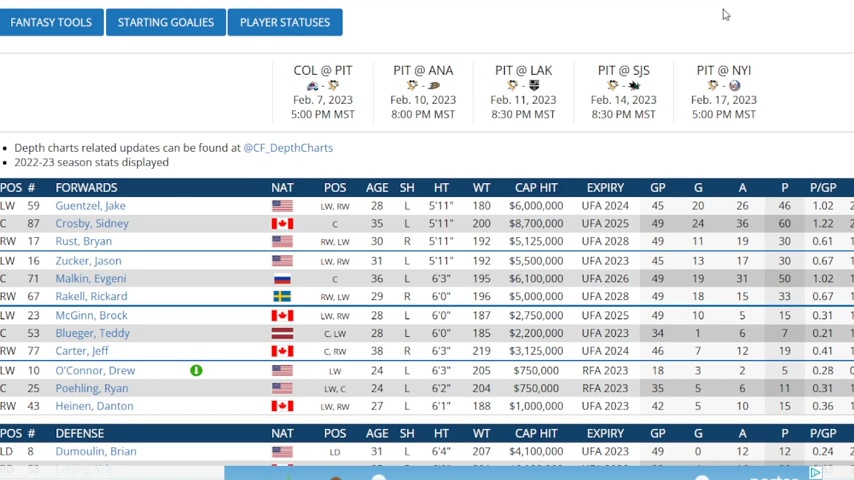 FANTASY TOOLS STARTING GOALIES PLAYER STATUSES
COL @ PIT PIT @ ANA PIT @ LAK PIT @ SJS PIT @ NYI
- - - - -
Feb. 7, 2023 Feb. 10, 2023 Feb. 11, 2023 Feb. 14, 2023 Feb. 17, 2023
5:00 PM MST 8:00 PM MST 8:30 PM MST 8:30 PM MST 5:00 PM MST
• Depth charts related updates can be found at @CF_DepthCharts
• 2022-23 season stats displayed
POS # FORWARDS NAT POS AGE SH HT WT CAP HIT EXPIRY GP G A P P/GP
LW 59 Guentzel, Jake LW, RW 28 L 5'11" 180 $6,000,000 UFA 2024 45 20 26 46 1.02
C 87 Crosby, Sidney C 35 L 5'11" 200 $8,700,000 UFA 2025 49 24 36 60 1.22
RW 17 Rust, Bryan RW, LW 30 R 5'11" 192 $5,125,000 UFA 2028 49 11 19 30 0.61
LW 16 Zucker, Jason LW, RW 31 L 5'11" 192 $5,500,000 UFA 2023 45 13 17 30 0.67
C 71 Malkin, Evgeni C 36 L 6'3" 195 $6,100,000 UFA 2026 49 19 31 50 1.02
RW 67 Rakell, Rickard RW, LW 29 R 6'0" 196 $5,000,000 UFA 2028 49 18 15 33 0.67
LW 23 McGinn, Brock LW, RW 28 L 6'0" 187 $2,750,000 UFA 2025 49 10 5 15 0.31
C 53 Blueger, Teddy C, LW 28 L 6'0" 185 $2,200,000 UFA 2023 34 1 6 7 0.21
RW 77 Carter, Jeff C, RW 38 R 6'3" 219 $3,125,000 UFA 2024 46 7 12 19 0.41
LW 10 O'Connor, Drew LW 24 L 6'3" 205 $750,000 RFA 2023 18 3 2 5 0.28
C 25 Poehling, Ryan LW, C 24 L 6'2" 204 $750,000 RFA 2023 35 5 6 11 0.31
RW 43 Heinen, Danton LW, RW 27 L 6'1" 188 $1,000,000 UFA 2023 42 5 10 15 0.36
POS # DEFENSE NAT POS AGE SH HT WT CAP HIT EXPIRY GP G A P P/GP
LD 8 Dumoulin, Brian LD 31 L 6'4" 207 $4,100,000 UFA 2023 49 0 12 12 0.24